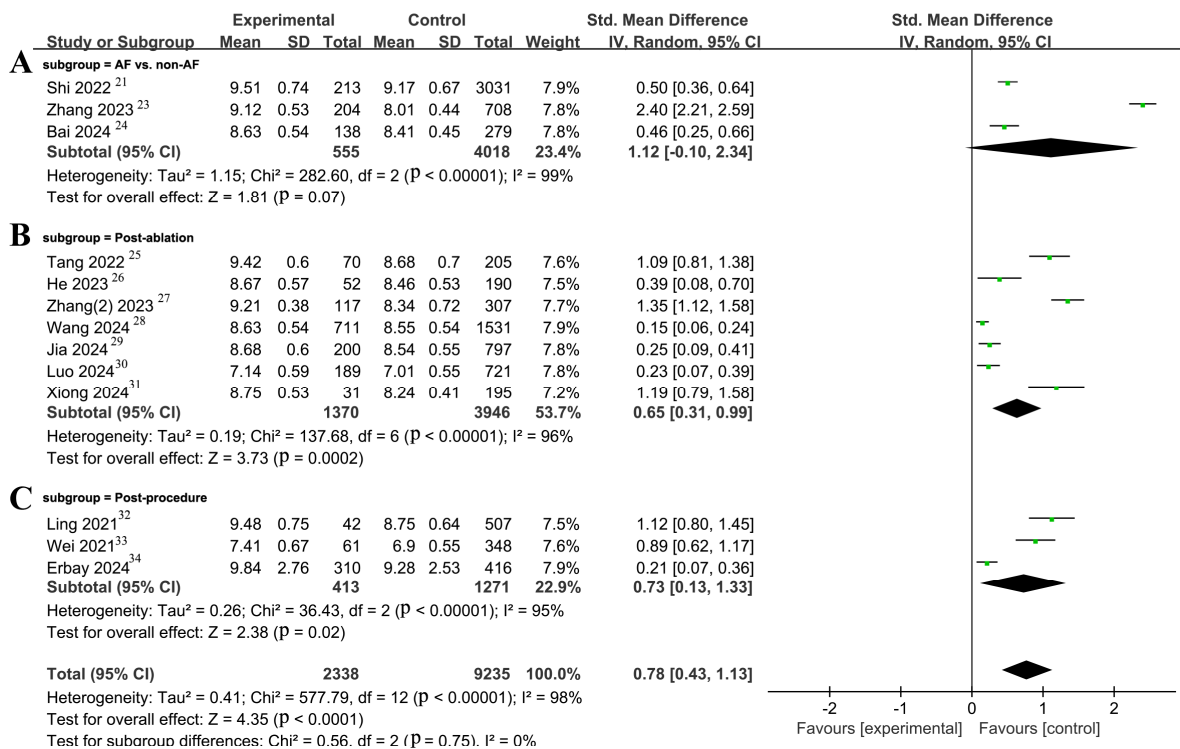 Experimental Control Std. Mean Difference Std. Mean Difference
Study or Subgroup Mean SD Total Mean SD Total Weight IV, Random, 95% CI IV, Random, 95% CI
A subgroup = AF vs. non-AF
Shi 2022 21 9.51 0.74 213 9.17 0.67 3031 7.9% 0.50 [0.36, 0.64]
Zhang 2023 23 9.12 0.53 204 8.01 0.44 708 7.8% 2.40 [2.21, 2.59]
Bai 2024 24 8.63 0.54 138 8.41 0.45 279 7.8% 0.46 [0.25, 0.66]
Subtotal (95% CI) 555 4018 23.4% 1.12 [-0.10, 2.34]
Heterogeneity: Tau² = 1.15; Chi² = 282.60, df = 2 (P < 0.00001); I² = 99%
Test for overall effect: Z = 1.81 (P = 0.07)
B subgroup = Post-ablation
Tang 2022 25 9.42 0.6 70 8.68 0.7 205 7.6% 1.09 [0.81, 1.38]
He 2023 26 8.67 0.57 52 8.46 0.53 190 7.5% 0.39 [0.08, 0.70]
Zhang(2) 2023 27 9.21 0.38 117 8.34 0.72 307 7.7% 1.35 [1.12, 1.58]
Wang 2024 28 8.63 0.54 711 8.55 0.54 1531 7.9% 0.15 [0.06, 0.24]
Jia 2024 29 8.68 0.6 200 8.54 0.55 797 7.8% 0.25 [0.09, 0.41]
Luo 2024 30 7.14 0.59 189 7.01 0.55 721 7.8% 0.23 [0.07, 0.39]
Xiong 2024 31 8.75 0.53 31 8.24 0.41 195 7.2% 1.19 [0.79, 1.58]
Subtotal (95% CI) 1370 3946 53.7% 0.65 [0.31, 0.99]
Heterogeneity: Tau² = 0.19; Chi² = 137.68, df = 6 (P < 0.00001); I² = 96%
Test for overall effect: Z = 3.73 (P = 0.0002)
C subgroup = Post-procedure
Ling 2021 32 9.48 0.75 42 8.75 0.64 507 7.5% 1.12 [0.80, 1.45]
Wei 2021 33 7.41 0.67 61 6.9 0.55 348 7.6% 0.89 [0.62, 1.17]
Erbay 2024 34 9.84 2.76 310 9.28 2.53 416 7.9% 0.21 [0.07, 0.36]
Subtotal (95% CI) 413 1271 22.9% 0.73 [0.13, 1.33]
Heterogeneity: Tau² = 0.26; Chi² = 36.43, df = 2 (P < 0.00001); I² = 95%
Test for overall effect: Z = 2.38 (P = 0.02)
Total (95% CI) 2338 9235 100.0% 0.78 [0.43, 1.13]
Heterogeneity: Tau² = 0.41; Chi² = 577.79, df = 12 (P < 0.00001); I² = 98%
Test for overall effect: Z = 4.35 (P < 0.0001)
Test for subgroup differences: Chi² = 0.56, df = 2 (P = 0.75), I² = 0%
-2 -1 0 1 2
Favours [experimental] Favours [control]